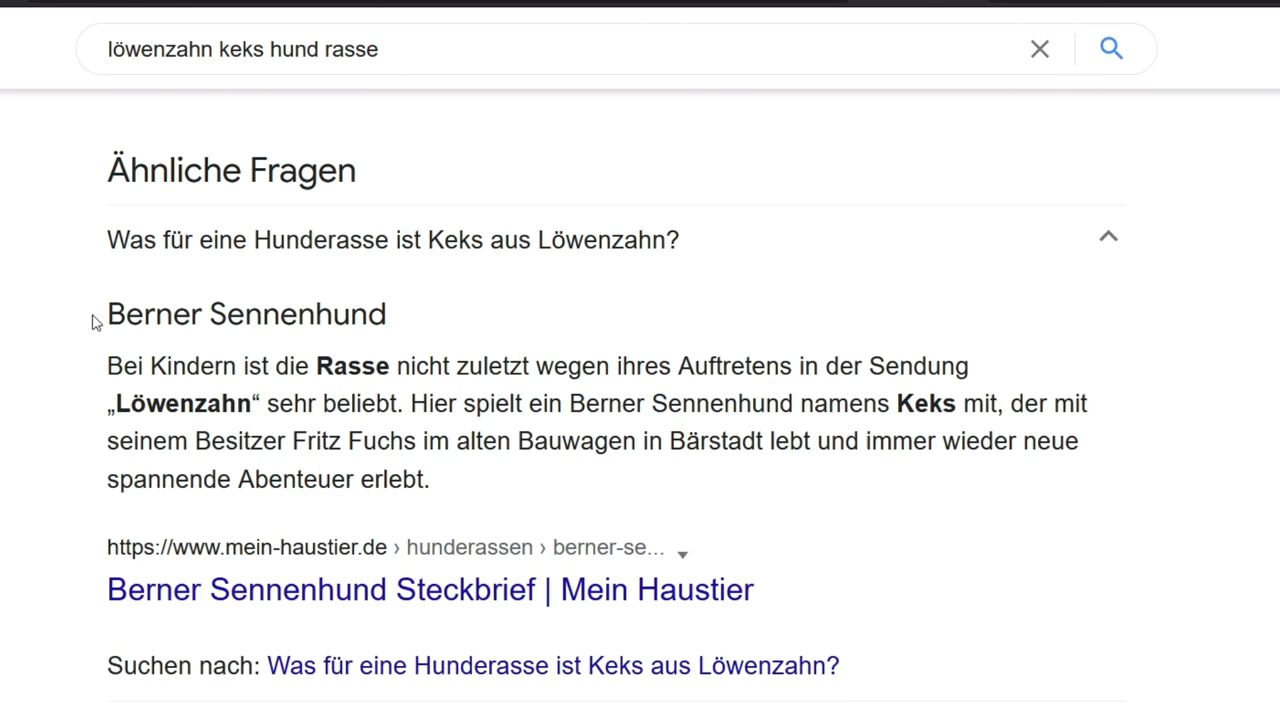 löwenzahn keks hund rasse
Ähnliche Fragen
Was für eine Hunderasse ist Keks aus Löwenzahn?
Berner Sennenhund
Bei Kindern ist die Rasse nicht zuletzt wegen ihres Auftretens in der Sendung
„Löwenzahn“ sehr beliebt. Hier spielt ein Berner Sennenhund namens Keks mit, der mit
seinem Besitzer Fritz Fuchs im alten Bauwagen in Bärstadt lebt und immer wieder neue
spannende Abenteuer erlebt.
https://www.mein-haustier.de › hunderassen › berner-se...
Berner Sennenhund Steckbrief | Mein Haustier
Suchen nach: Was für eine Hunderasse ist Keks aus Löwenzahn?